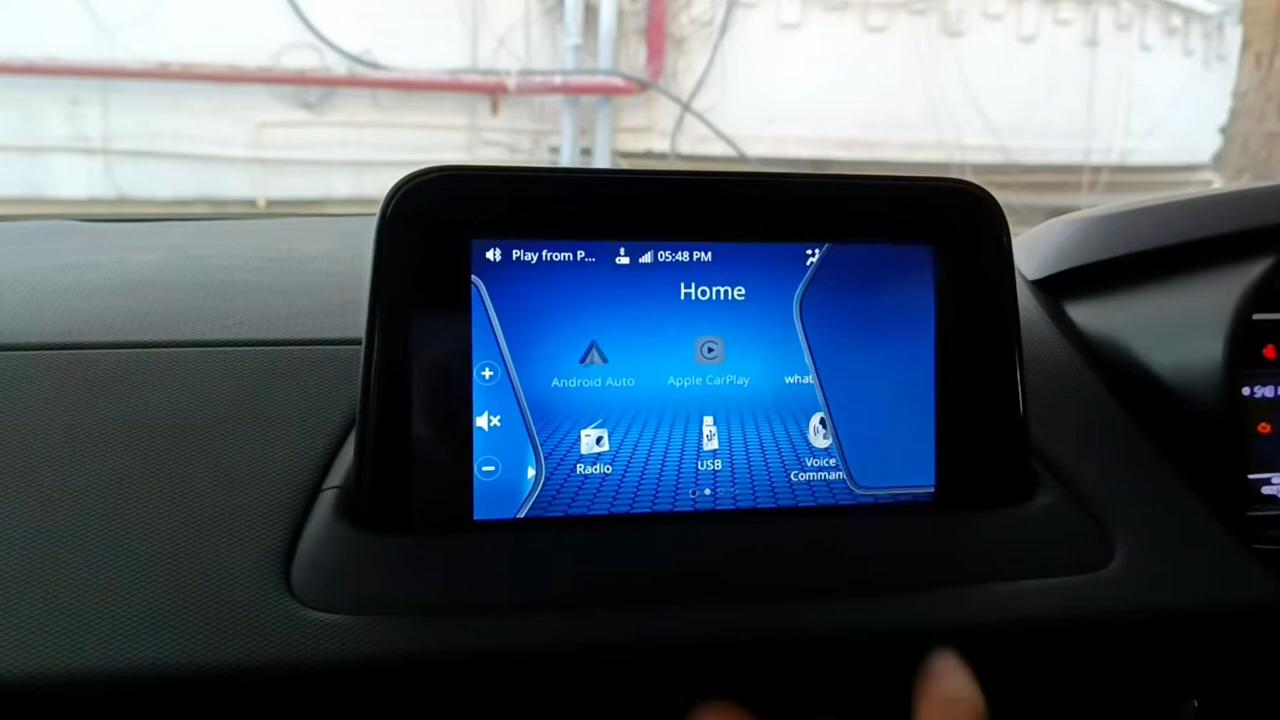 Play from P... 05:48 PM
Home
Android Auto Apple CarPlay what
Radio USB Voice
Comman